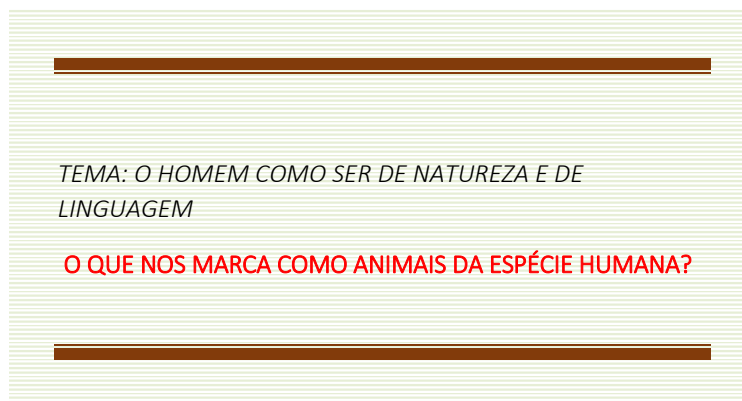 TEMA: O HOMEM COMO SER DE NATUREZA E DE
LINGUAGEM
O QUE NOS MARCA COMO ANIMAIS DA ESPÉCIE HUMANA?